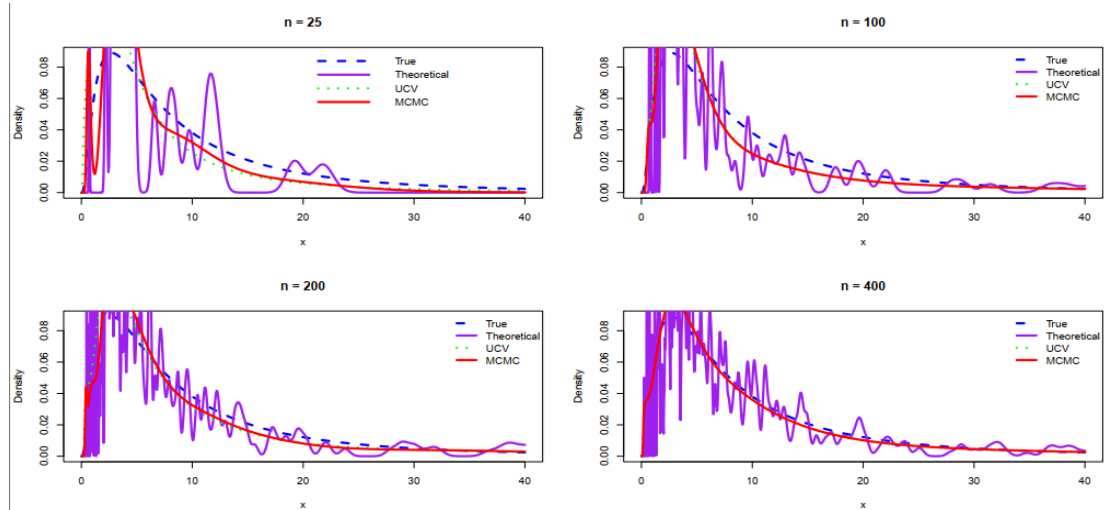 n = 25
Density
0.00 0.02 0.04 0.06 0.08
True
Theoretical
UCV
MCMC
0 10 20 30 40
x
n = 100
Density
0.00 0.02 0.04 0.06 0.08
True
Theoretical
UCV
MCMC
0 10 20 30 40
x
n = 200
Density
0.00 0.02 0.04 0.06 0.08
True
Theoretical
UCV
MCMC
0 10 20 30 40
x
n = 400
Density
0.00 0.02 0.04 0.06 0.08
True
Theoretical
UCV
MCMC
0 10 20 30 40
x